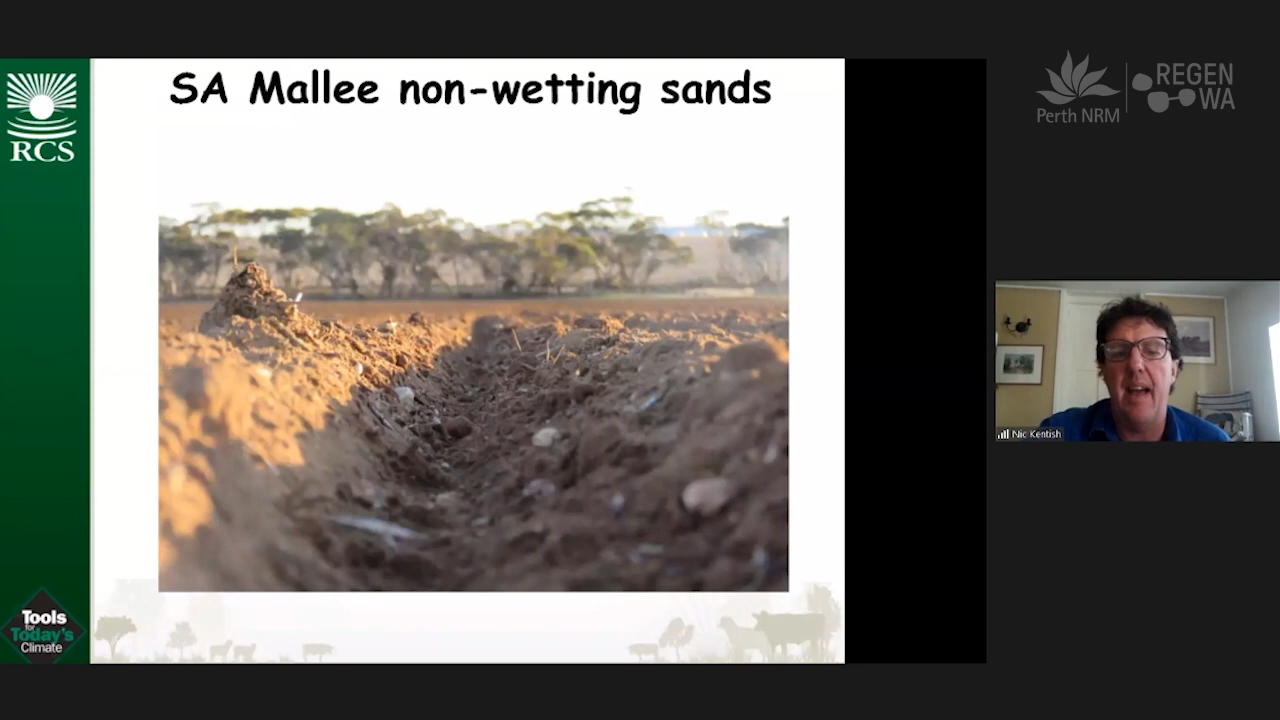 SA Mallee non-wetting sands
RCS
Tools
for
Today's
Climate
Perth NRM
REGEN
WA
Nic Kentish